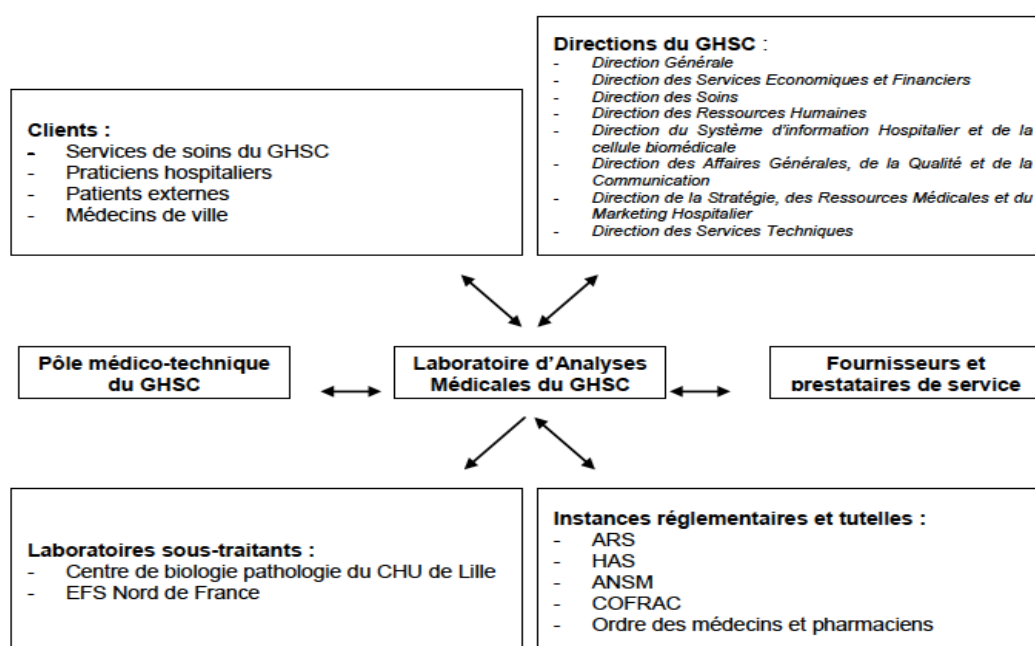 Directions du GHSC :
- Direction Générale
- Direction des Services Economiques et Financiers
- Direction des Soins
- Direction des Ressources Humaines
- Direction du Système d'information Hospitalier et de la
cellule biomédicale
- Direction des Affaires Générales, de la Qualité et de la
Communication
- Direction de la Stratégie, des Ressources Médicales et du
Marketing Hospitalier
- Direction des Services Techniques
Clients :
- Services de soins du GHSC
- Praticiens hospitaliers
- Patients externes
- Médecins de ville
Pôle médico-technique
du GHSC
Laboratoire d'Analyses
Médicales du GHSC
Fournisseurs et
prestataires de service
Laboratoires sous-traitants :
- Centre de biologie pathologie du CHU de Lille
- EFS Nord de France
Instances réglementaires et tutelles :
- ARS
- HAS
- ANSM
- COFRAC
- Ordre des médecins et pharmaciens